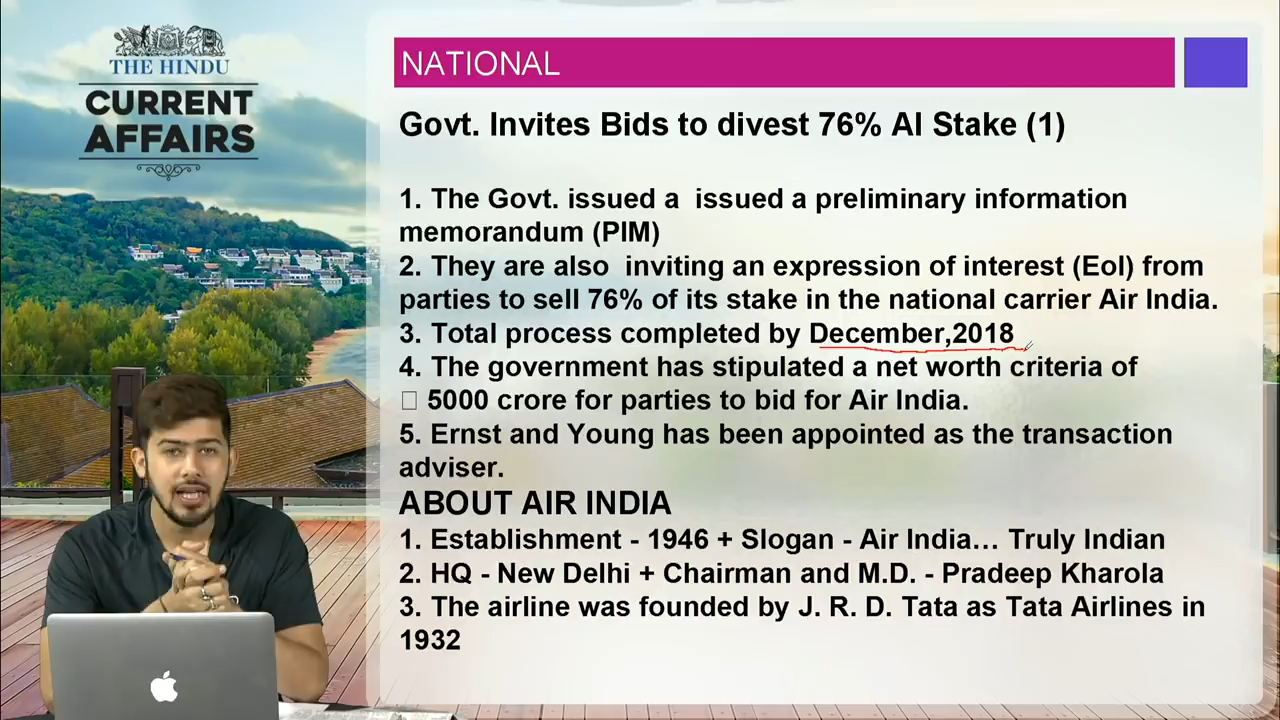 THE HINDU
CURRENT
AFFAIRS
NATIONAL
Govt. Invites Bids to divest 76% AI Stake (1)
1. The Govt. issued a  issued a preliminary information
memorandum (PIM)
2. They are also  inviting an expression of interest (EoI) from
parties to sell 76% of its stake in the national carrier Air India.
3. Total process completed by December,2018
4. The government has stipulated a net worth criteria of
□ 5000 crore for parties to bid for Air India.
5. Ernst and Young has been appointed as the transaction
adviser.
ABOUT AIR INDIA
1. Establishment - 1946 + Slogan - Air India… Truly Indian
2. HQ - New Delhi + Chairman and M.D. - Pradeep Kharola
3. The airline was founded by J. R. D. Tata as Tata Airlines in
1932